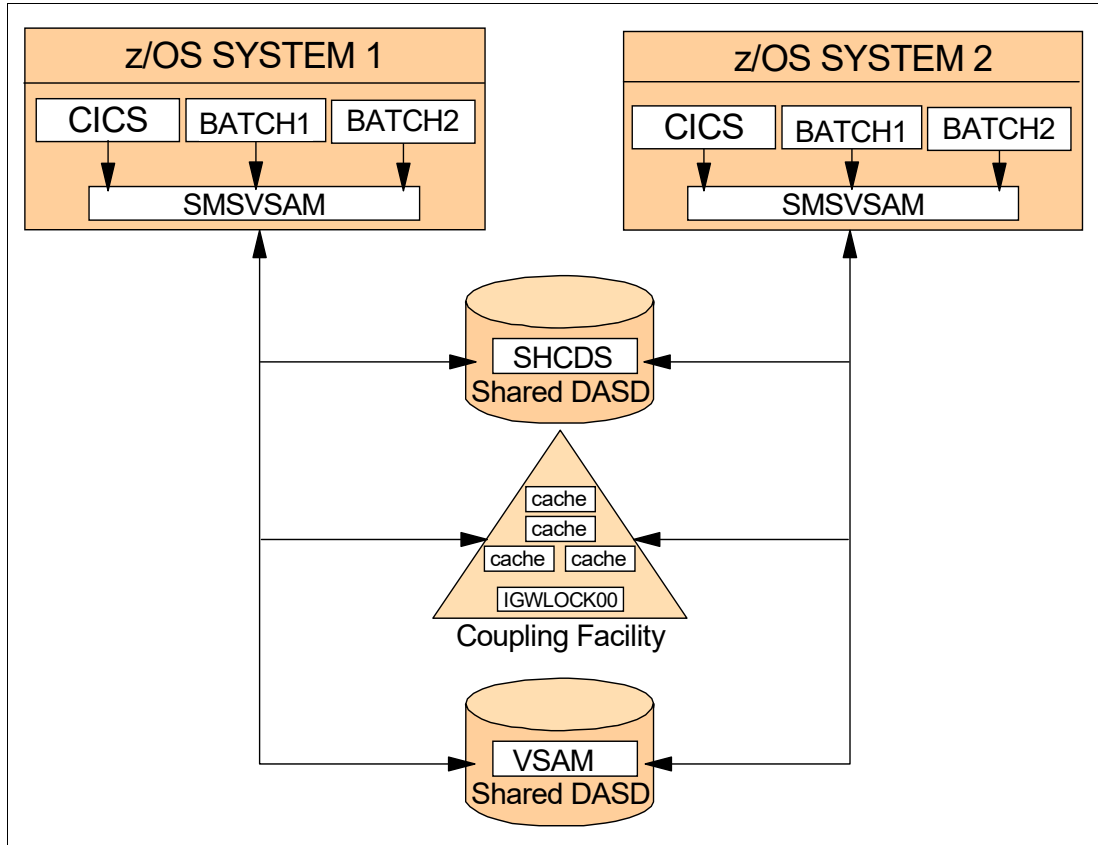 z/OS SYSTEM 1
CICS
BATCH1
BATCH2
SMSVSAM
z/OS SYSTEM 2
CICS
BATCH1
BATCH2
SMSVSAM
SHCDS
Shared DASD
cache
cache
cache
cache
IGWLOCK00
Coupling Facility
VSAM
Shared DASD